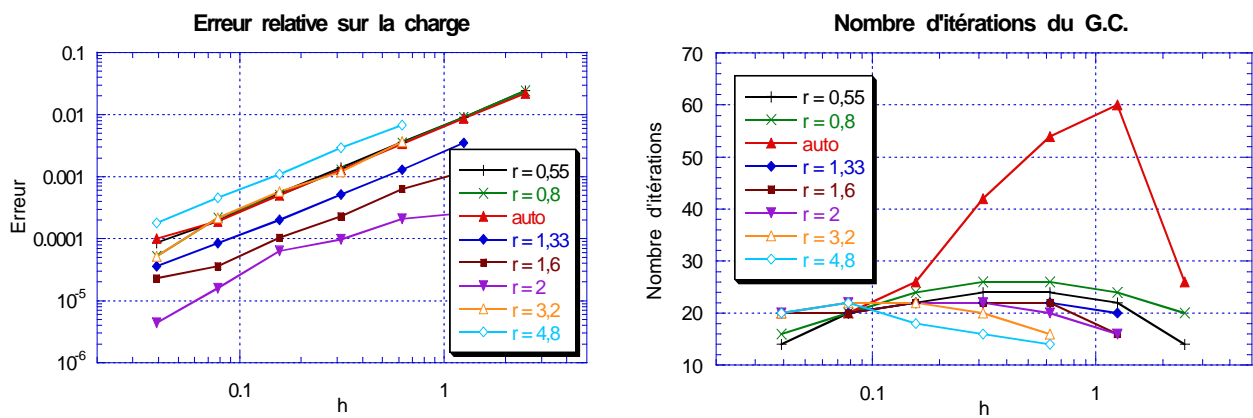 Erreur relative sur la charge
0.1
0.01
0.001
0.0001
10-5
10-6
Erreur
0.1
1
h
r = 0,55
r = 0,8
auto
r = 1,33
r = 1,6
r = 2
r = 3,2
r = 4,8
Nombre d'itérations du G.C.
70
60
50
40
30
20
10
Nombre d'itérations
0.1
1
h
r = 0,55
r = 0,8
auto
r = 1,33
r = 1,6
r = 2
r = 3,2
r = 4,8